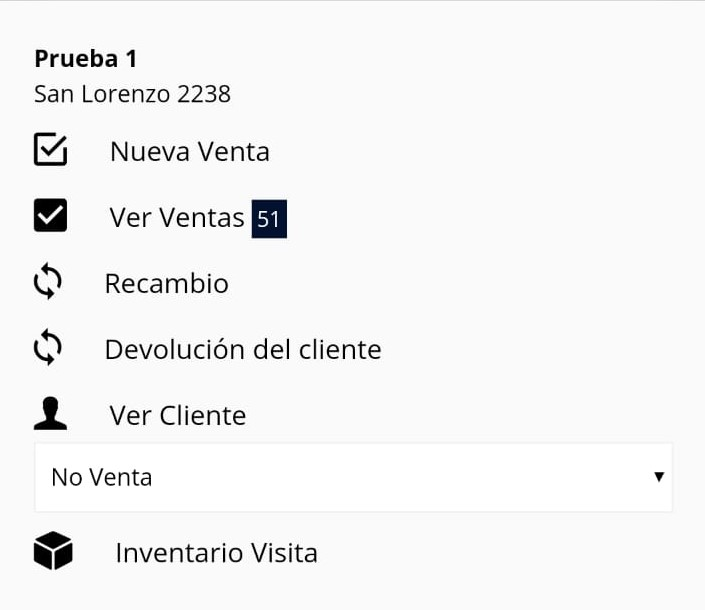 Prueba 1
San Lorenzo 2238
Nueva Venta
Ver Ventas 51
Recambio
Devolución del cliente
Ver Cliente
No Venta
Inventario Visita